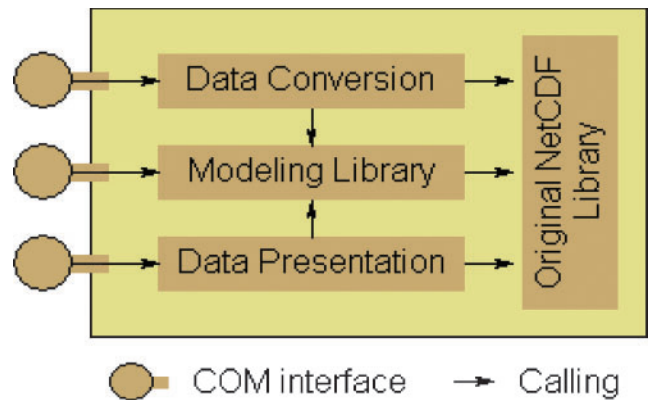 Data Conversion
Modeling Library
Data Presentation
Original NetCDF
Library
COM interface
Calling